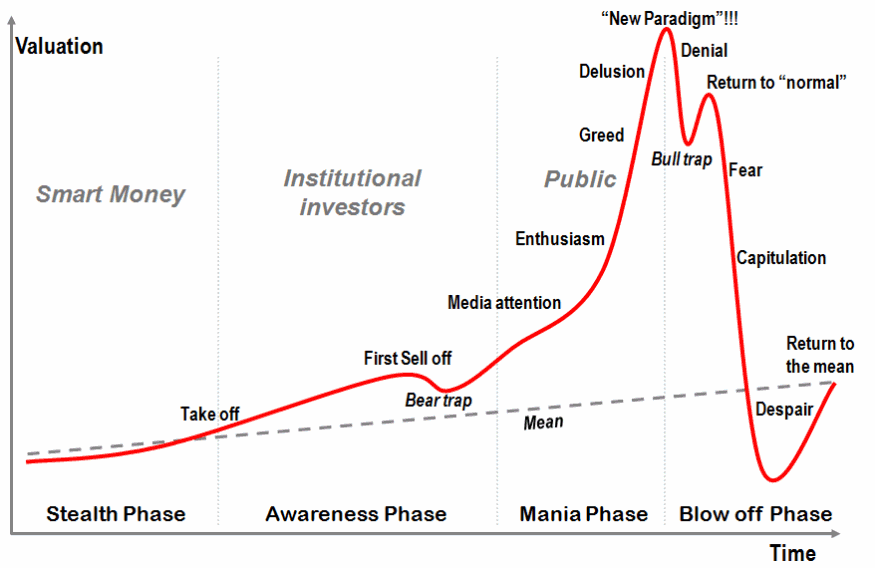 “New Paradigm”!!!
Valuation
Denial
Delusion
Return to “normal”
Greed
Bull trap
Fear
Smart Money
Institutional
investors
Public
Enthusiasm
Capitulation
Media attention
First Sell off
Return to
the mean
Bear trap
Take off
Mean
Despair
Stealth Phase
Awareness Phase
Mania Phase
Blow off Phase
Time